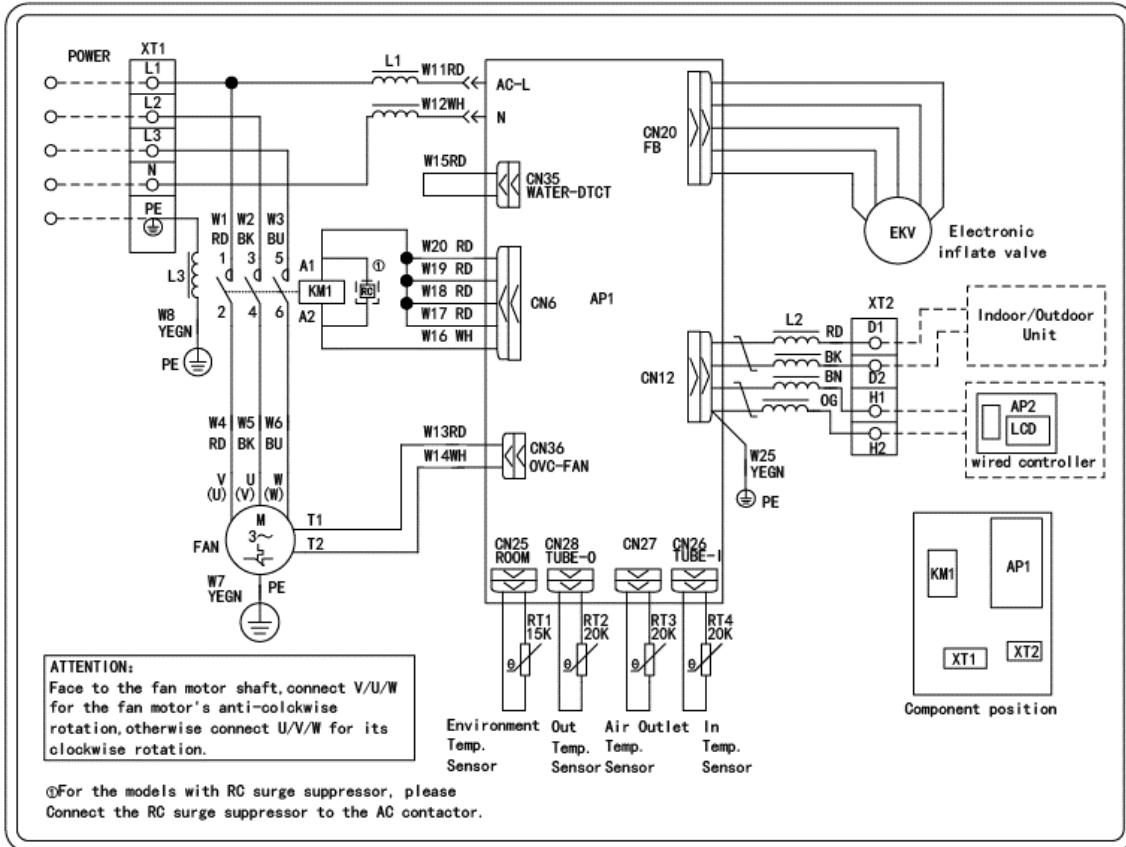 POWER
XT1
L1
L2
L3
N
PE
L1
W11RD
AC-L
W12WH
N
W15RD
CN35
WATER-DTCT
CN20
FB
EKV
Electronic
inflate valve
W1 W2 W3
RD BK BU
1 3 5
2 4 6
L3
W8
YEGN
PE
A1
KM1
A2
①
RC
W20 RD
W19 RD
W18 RD
W17 RD
W16 WH
CN6
AP1
CN12
L2
RD
BK
BN
OG
XT2
D1
D2
H1
H2
Indoor/Outdoor
Unit
AP2
LCD
wired controller
W25
YEGN
PE
W4 W5 W6
RD BK BU
V U W
(U) (V) (W)
M
3~
FAN
T1
T2
W13RD
W14WH
CN36
OVC-FAN
W7
YEGN
PE
CN25
ROOM
CN28
TUBE-O
CN27
CN26
TUBE-I
RT1
15K
RT2
20K
RT3
20K
RT4
20K
θ θ θ θ
Environment
Temp.
Sensor
Out
Temp.
Sensor
Air Outlet
Temp.
Sensor
In
Temp.
Sensor
KM1
AP1
XT1
XT2
Component position
ATTENTION:
Face to the fan motor shaft,connect V/U/W
for the fan motor's anti-colckwise
rotation,otherwise connect U/V/W for its
clockwise rotation.
①For the models with RC surge suppressor, please
Connect the RC surge suppressor to the AC contactor.